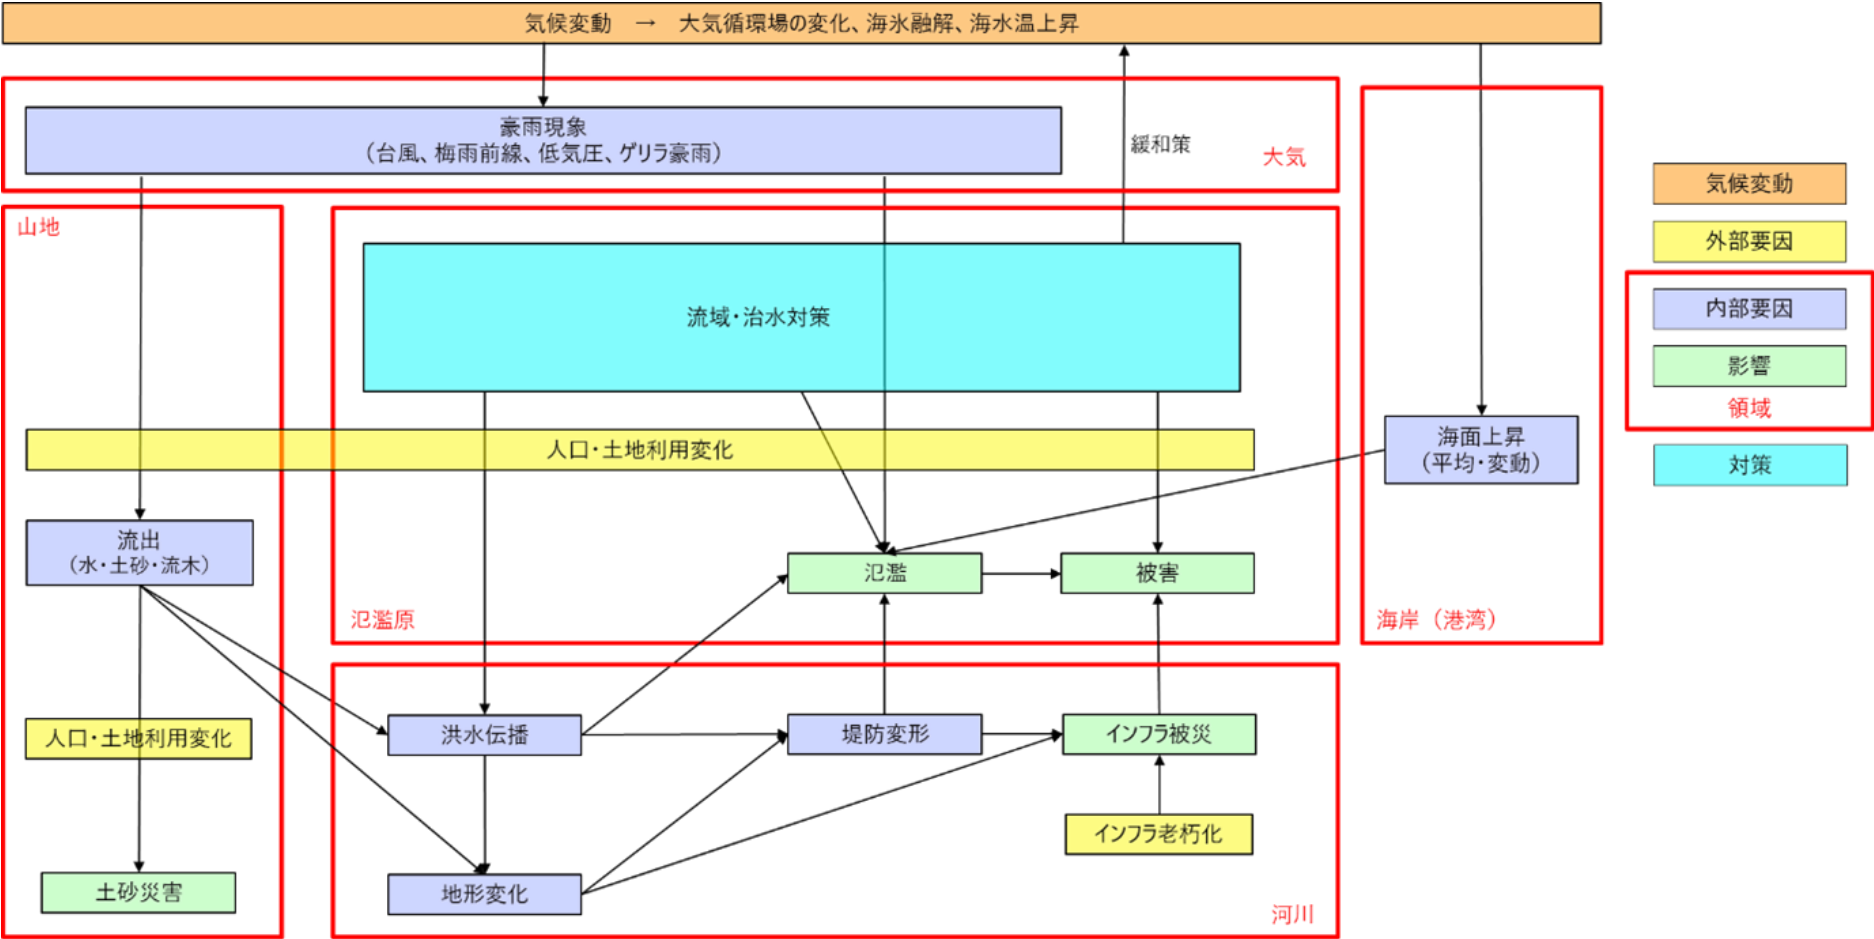 気候変動　→　大気循環場の変化、海氷融解、海水温上昇
豪雨現象
（台風、梅雨前線、低気圧、ゲリラ豪雨）
緩和策
大気
山地
流域・治水対策
人口・土地利用変化
海面上昇
（平均・変動）
流出
（水・土砂・流木）
氾濫
被害
氾濫原
海岸（港湾）
人口・土地利用変化
洪水伝播
堤防変形
インフラ被災
インフラ老朽化
土砂災害
地形変化
河川
気候変動
外部要因
内部要因
影響
領域
対策